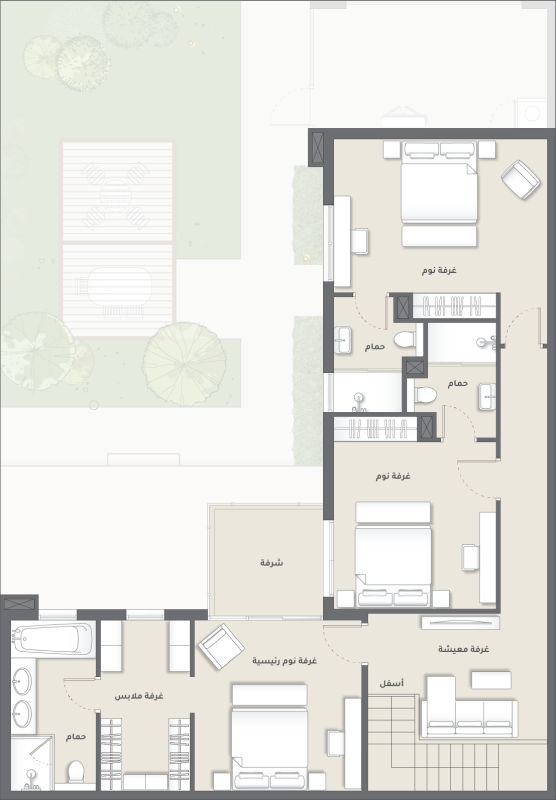 غرفة نوم
حمام
حمام
غرفة نوم
شرفة
غرفة معيشة
غرفة نوم رئيسية
أسفل
غرفة ملابس
حمام